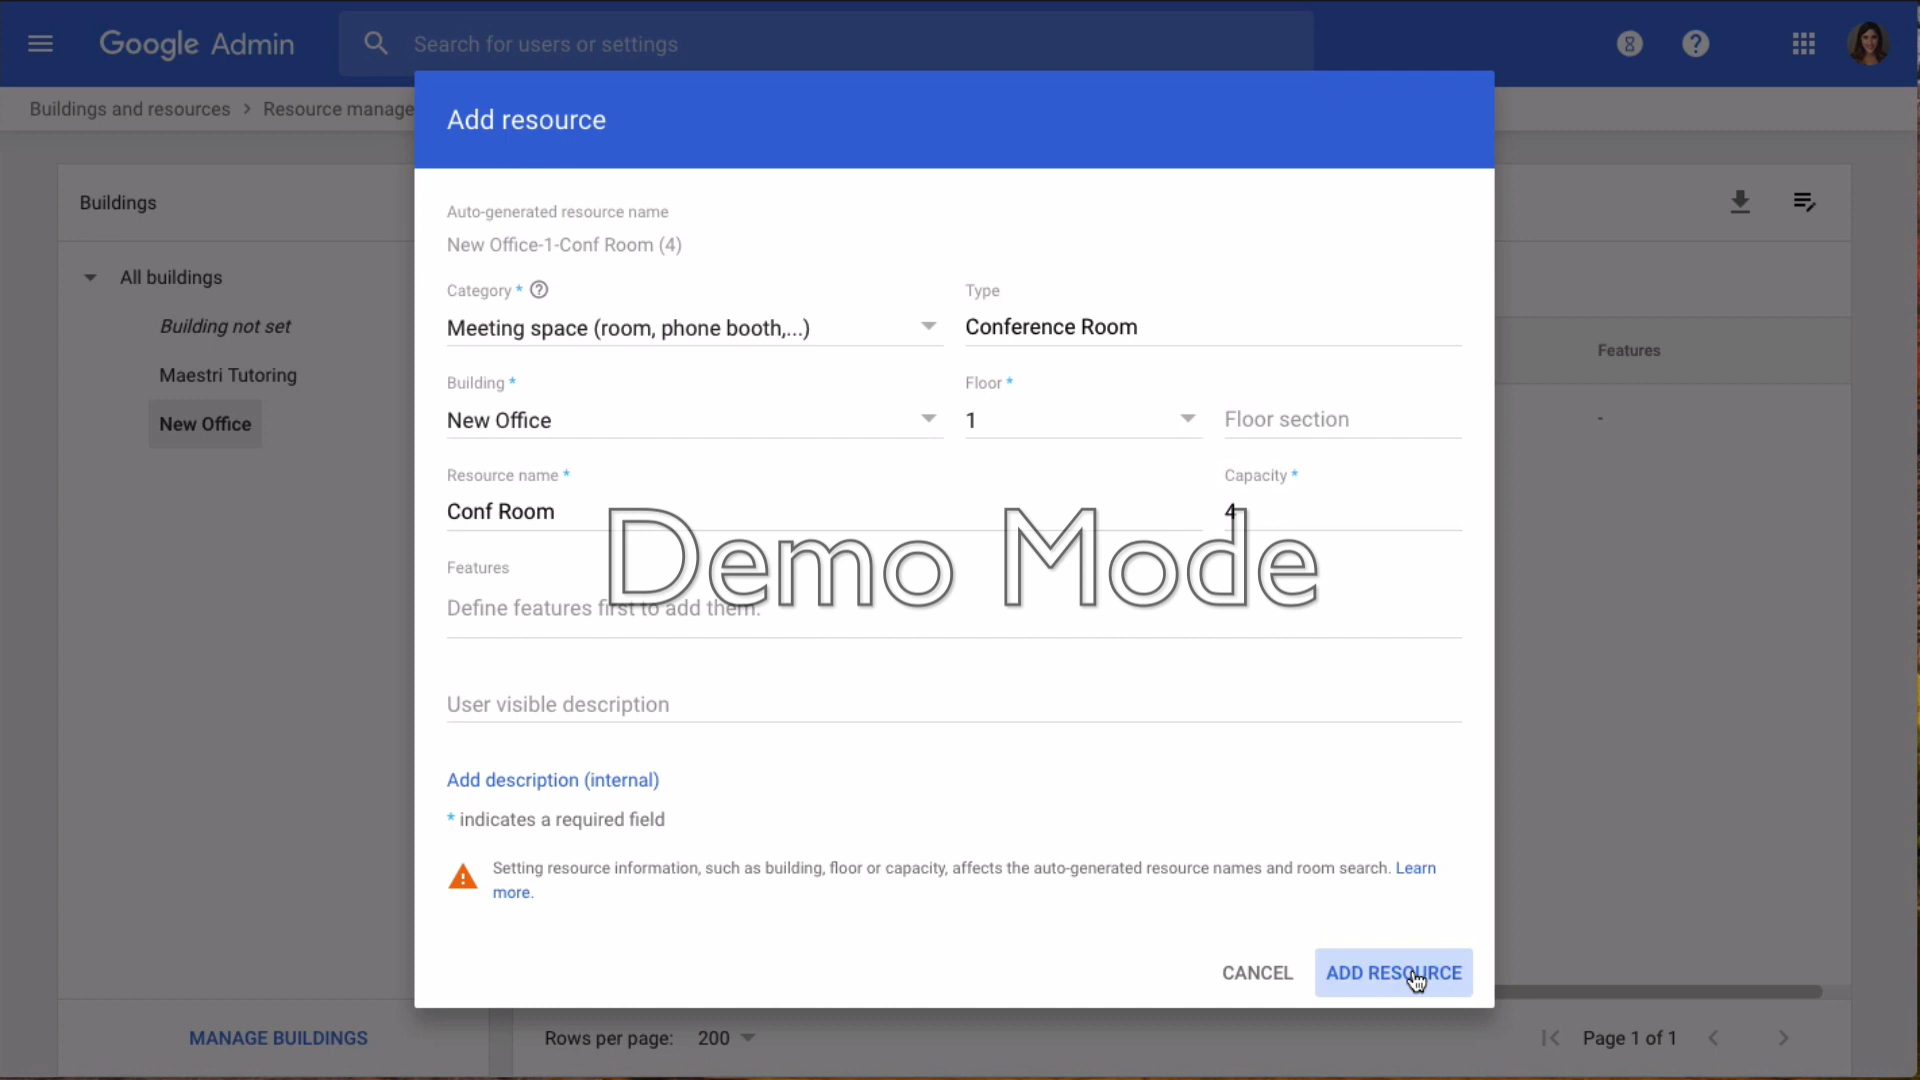 Google Admin
Search for users or settings
Buildings and resources > Resource manage
Add resource
Buildings
Auto-generated resource name
New Office-1-Conf Room (4)
All buildings
Category *
Type
Building not set
Meeting space (room, phone booth,...)
Conference Room
Features
Maestri Tutoring
Building *
Floor *
New Office
New Office
1
Floor section
-
Resource name *
Capacity *
Conf Room
4
Demo Mode
Features
Define features first to add them.
User visible description
Add description (internal)
* indicates a required field
Setting resource information, such as building, floor or capacity, affects the auto-generated resource names and room search. Learn
more.
CANCEL
ADD RESOURCE
MANAGE BUILDINGS
Rows per page: 200
Page 1 of 1